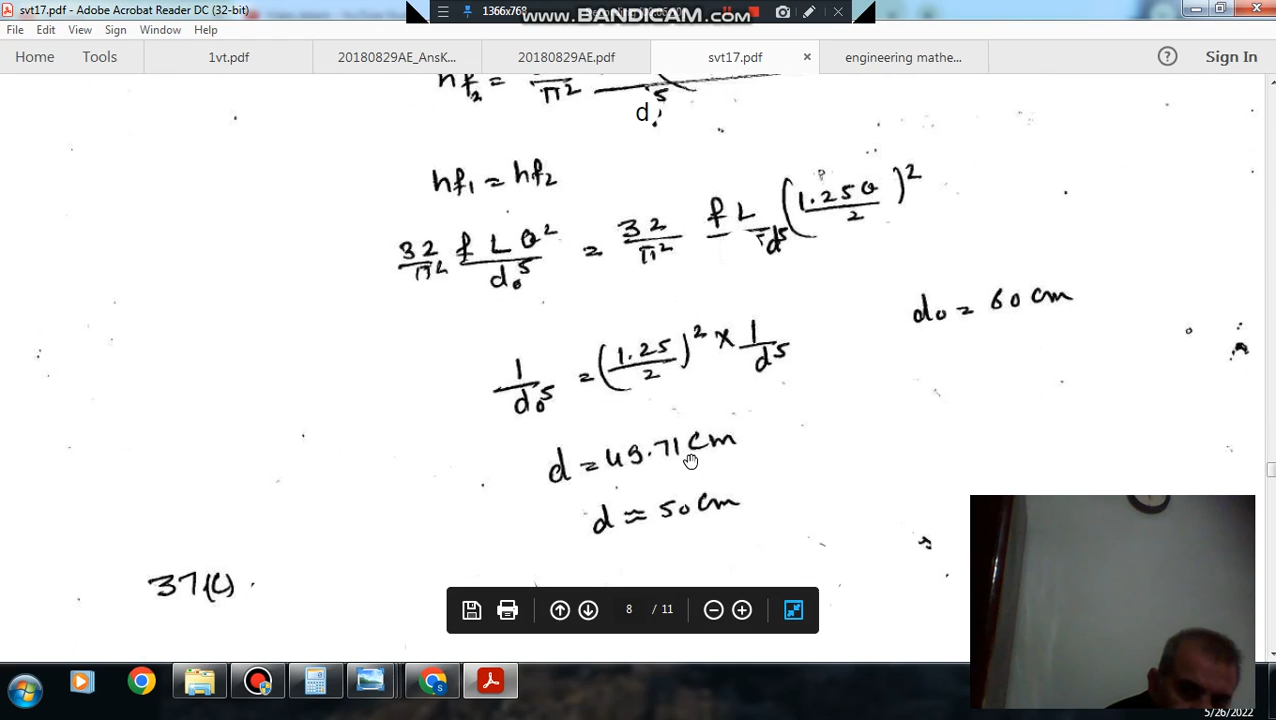 svt17.pdf - Adobe Acrobat Reader DC (32-bit)
1366x768
www.BANDICAM.com
File Edit View Sign Window Help
Home Tools 1vt.pdf 20180829AE_AnsK... 20180829AE.pdf svt17.pdf × engineering mathe... Sign In
d
hf₁ = hf₂
32/π² f L Q²/d₀⁵ = 32/π² f L/d⁵ (1.25Q/2)²
d₀ = 60 cm
1/d₀⁵ = (1.25/2)² × 1/d⁵
d = 49.71 cm
d ≈ 50 cm
37(C)
8 / 11
5/26/2022